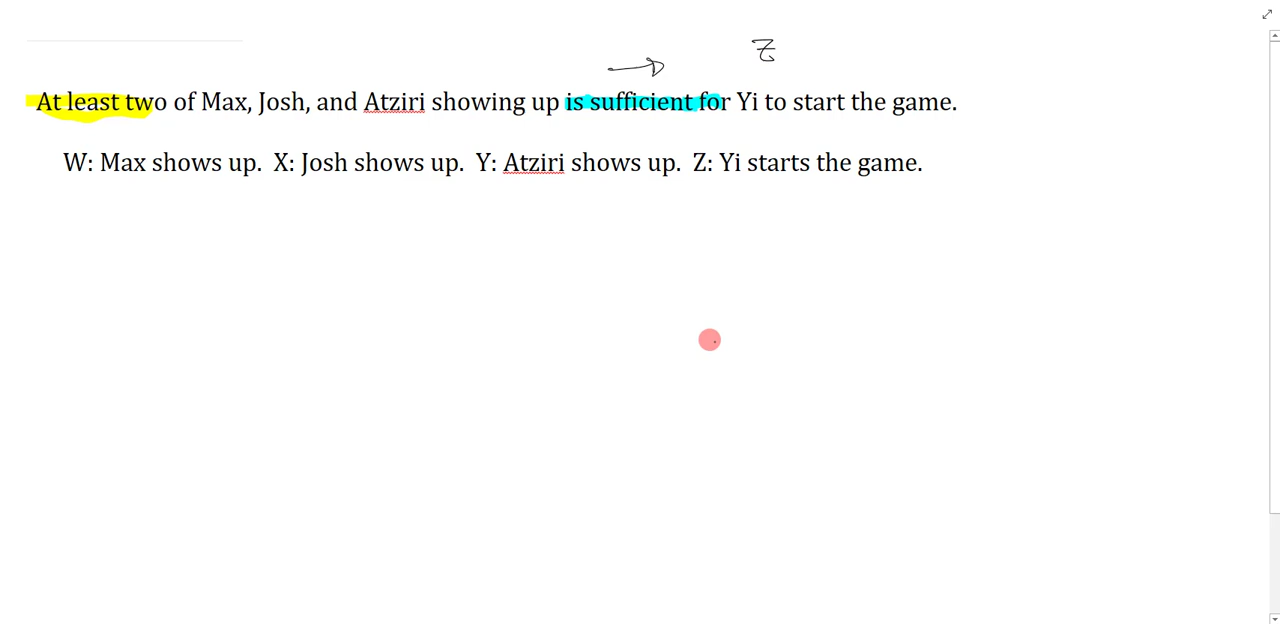 → Z
At least two of Max, Josh, and Atziri showing up is sufficient for Yi to start the game.
W: Max shows up. X: Josh shows up. Y: Atziri shows up. Z: Yi starts the game.